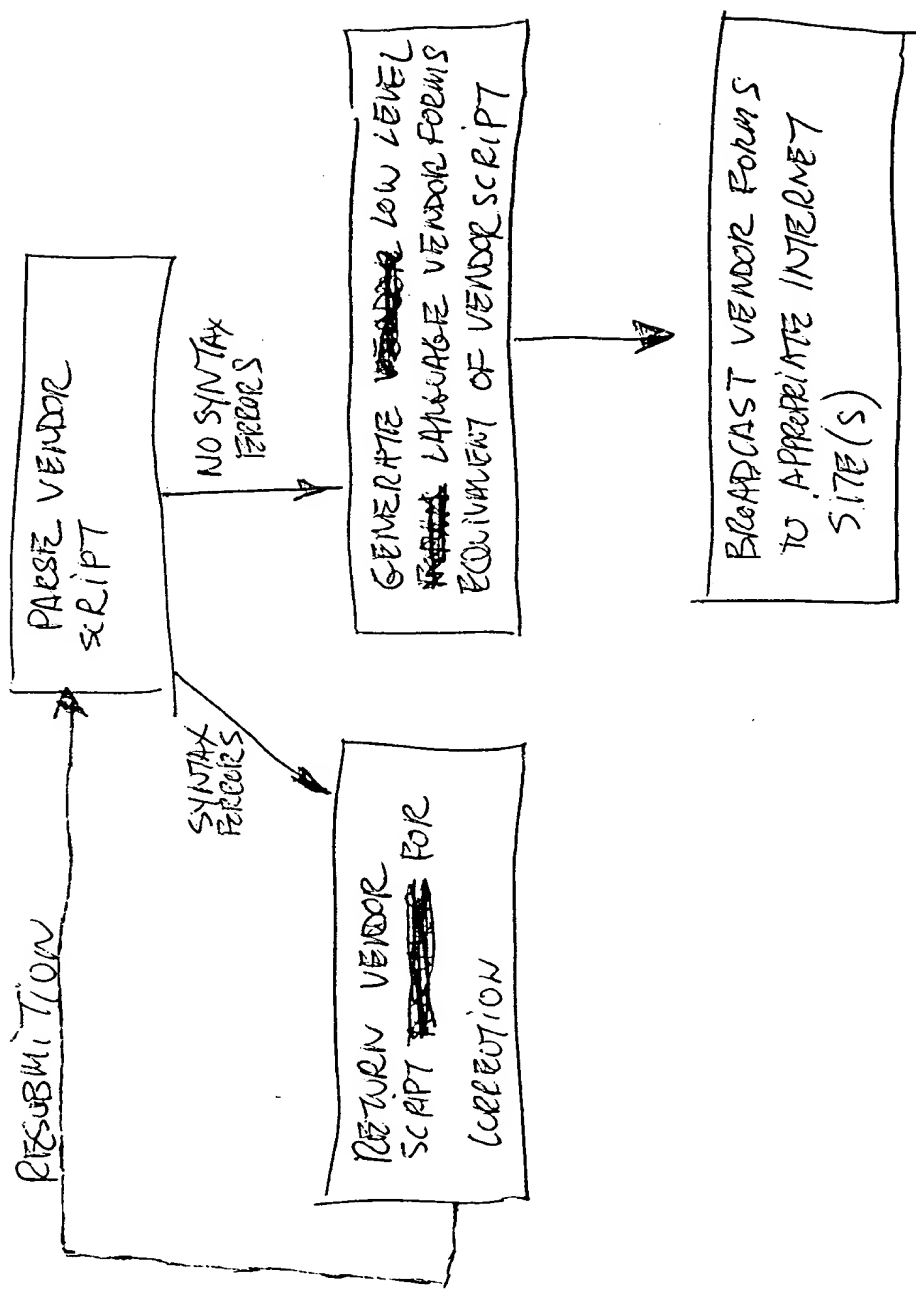 RESUBMITION
PARSE VENDOR
SCRIPT
SYNTAX
ERRORS
NO SYNTAX
ERRORS
RETURN VENDOR
SCRIPT FOR
CORRECTION
GENERATE LOW LEVEL
LANGUAGE VENDOR FORMS
EQUIVALENT OF VENDOR SCRIPT
BROADCAST VENDOR FORMS
TO APPROPRIATE INTERNET
SITE(S)